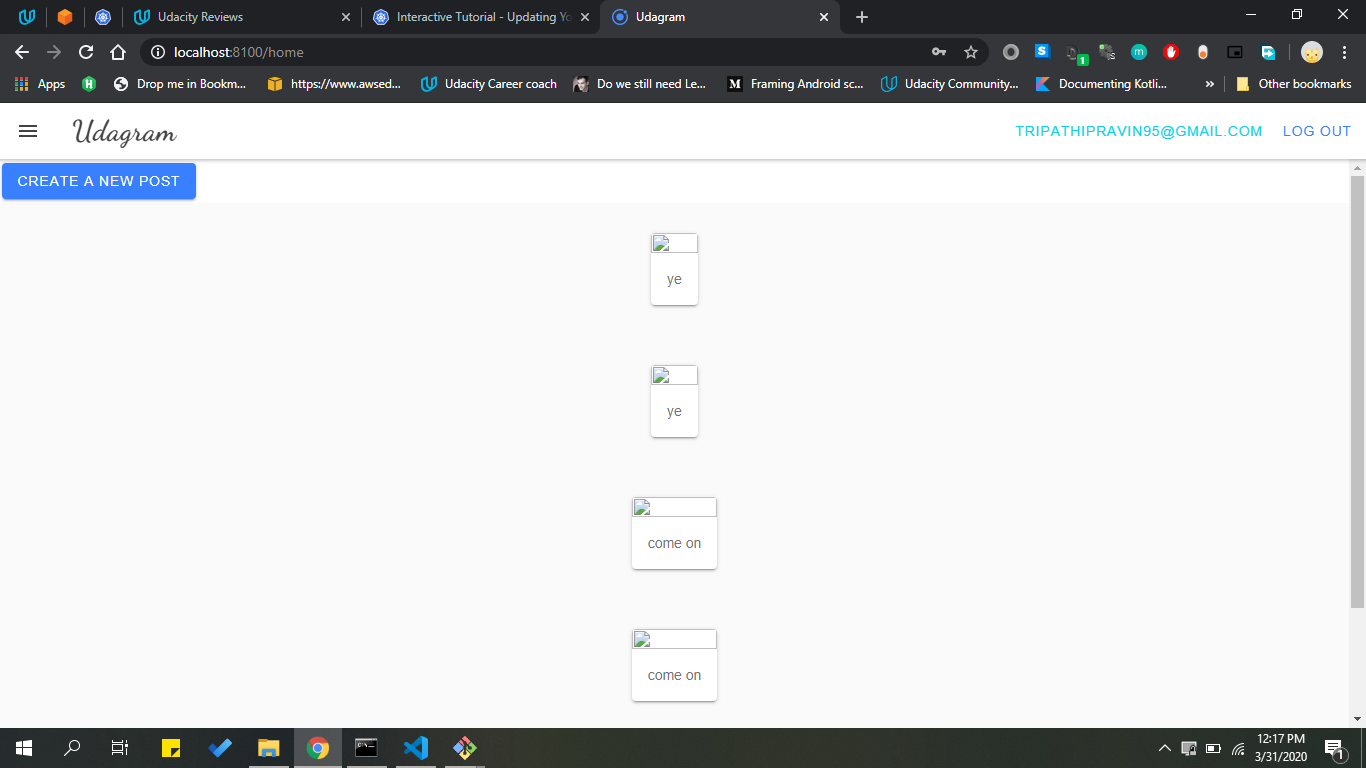 Udacity Reviews
Interactive Tutorial - Updating Yo
Udagram
localhost:8100/home
1
Apps
Drop me in Bookm...
https://www.awsed...
Udacity Career coach
Do we still need Le...
Framing Android sc...
Udacity Community...
Documenting Kotli...
»
Other bookmarks
Udagram
TRIPATHIPRAVIN95@GMAIL.COM
LOG OUT
CREATE A NEW POST
ye
ye
come on
come on
12:17 PM
3/31/2020
1